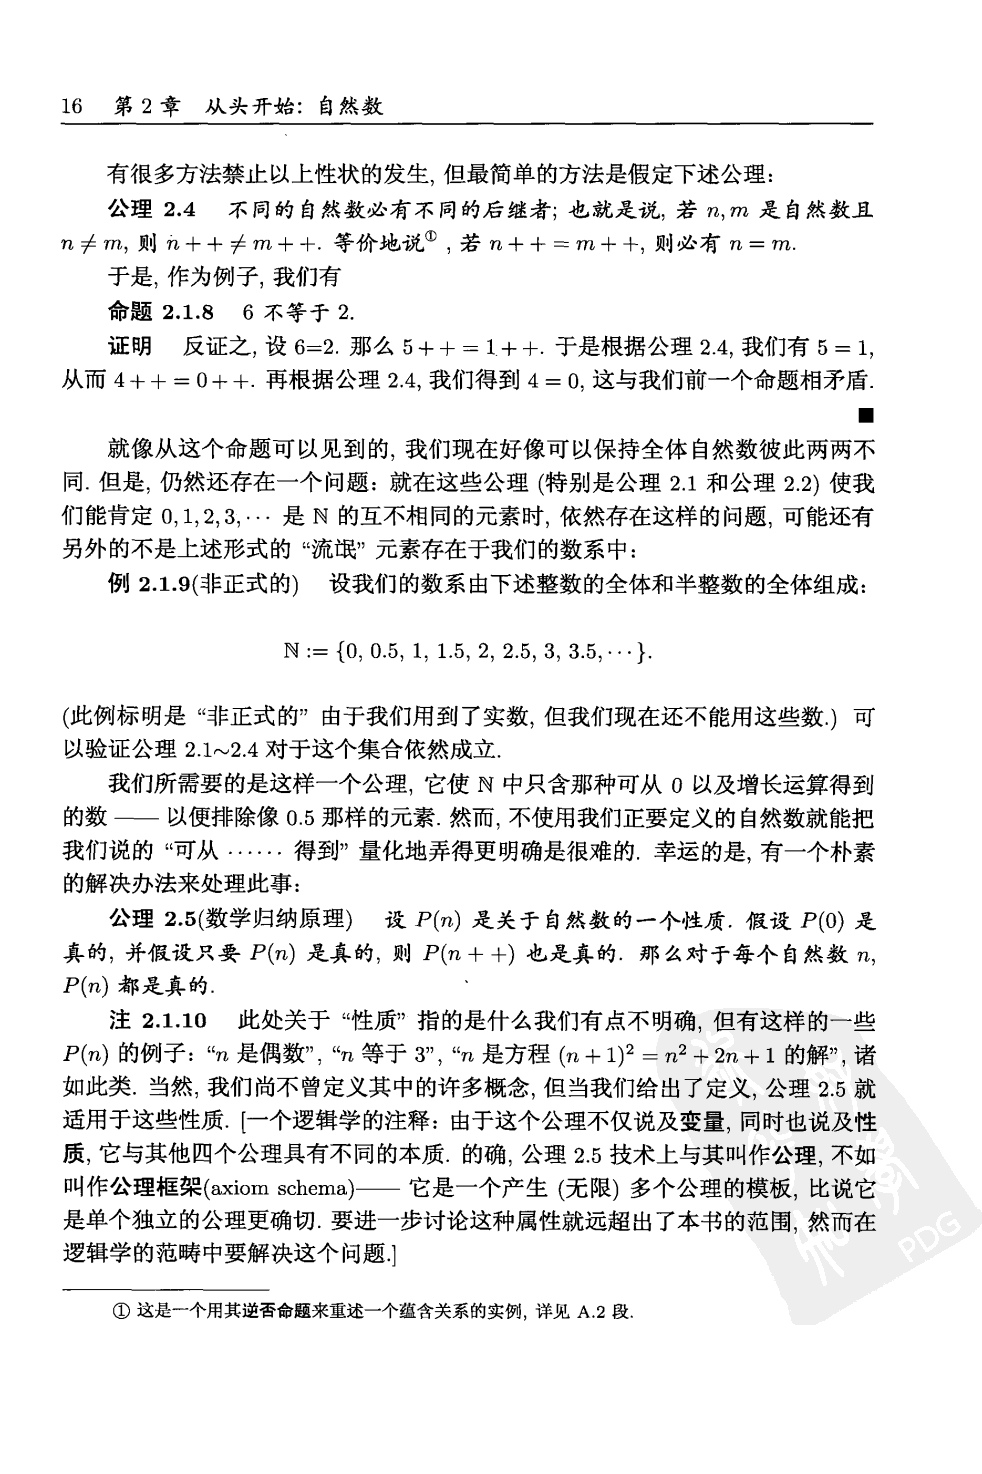 16 第 2 章 从头开始: 自然数
有很多方法禁止以上性状的发生, 但最简单的方法是假定下述公理:
公理 2.4 不同的自然数必有不同的后继者; 也就是说, 若 n,m 是自然数且
n ≠ m, 则 n + + ≠ m + +. 等价地说①, 若 n + + = m + +, 则必有 n = m.
于是, 作为例子, 我们有
命题 2.1.8 6 不等于 2.
证明 反证之, 设 6=2. 那么 5 + + = 1 + +. 于是根据公理 2.4, 我们有 5 = 1,
从而 4 + + = 0 + +. 再根据公理 2.4, 我们得到 4 = 0, 这与我们前一个命题相矛盾.
■
就像从这个命题可以见到的, 我们现在好像可以保持全体自然数彼此两两不
同. 但是, 仍然还存在一个问题: 就在这些公理 (特别是公理 2.1 和公理 2.2) 使我
们能肯定 0, 1, 2, 3, ··· 是 ℕ 的互不相同的元素时, 依然存在这样的问题, 可能还有
另外的不是上述形式的 “流氓” 元素存在于我们的数系中:
例 2.1.9(非正式的) 设我们的数系由下述整数的全体和半整数的全体组成:
ℕ := {0, 0.5, 1, 1.5, 2, 2.5, 3, 3.5, ···}.
(此例标明是 “非正式的” 由于我们用到了实数, 但我们现在还不能用这些数.) 可
以验证公理 2.1~2.4 对于这个集合依然成立.
我们所需要的是这样一个公理, 它使 ℕ 中只含那种可从 0 以及增长运算得到
的数 —— 以便排除像 0.5 那样的元素. 然而, 不使用我们正要定义的自然数就能把
我们说的 “可从 ······ 得到” 量化地弄得更明确是很难的. 幸运的是, 有一个朴素
的解决办法来处理此事:
公理 2.5(数学归纳原理) 设 P(n) 是关于自然数的一个性质. 假设 P(0) 是
真的, 并假设只要 P(n) 是真的, 则 P(n + +) 也是真的. 那么对于每个自然数 n,
P(n) 都是真的.
注 2.1.10 此处关于 “性质” 指的是什么我们有点不明确, 但有这样的一些
P(n) 的例子: “n 是偶数”, “n 等于 3”, “n 是方程 (n + 1)² = n² + 2n + 1 的解”, 诸
如此类. 当然, 我们尚不曾定义其中的许多概念, 但当我们给出了定义, 公理 2.5 就
适用于这些性质. [一个逻辑学的注释: 由于这个公理不仅说及变量, 同时也说及性
质, 它与其他四个公理具有不同的本质. 的确, 公理 2.5 技术上与其叫作公理, 不如
叫作公理框架(axiom schema)—— 它是一个产生 (无限) 多个公理的模板, 比说它
是单个独立的公理更确切. 要进一步讨论这种属性就远超出了本书的范围, 然而在
逻辑学的范畴中要解决这个问题.]
① 这是一个用其逆否命题来重述一个蕴含关系的实例, 详见 A.2 段.
PDG